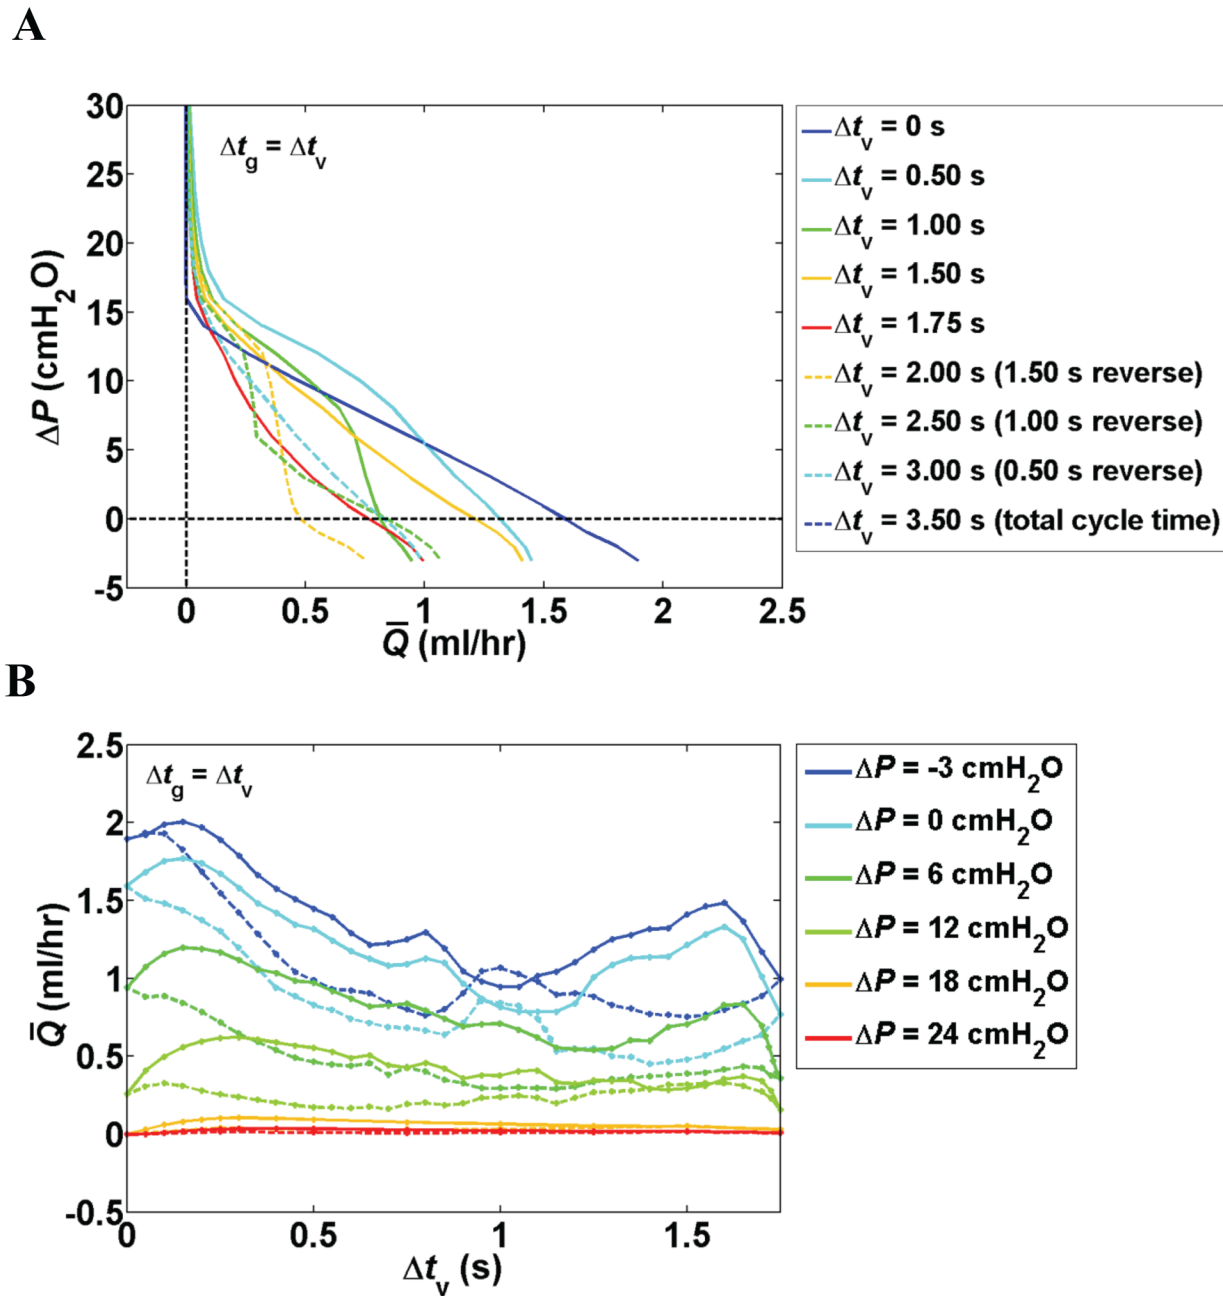 A
30
25
20
15
10
5
0
-5
ΔP (cmH2O)
Δtg = Δtv
0 0.5 1 1.5 2 2.5
Q̅ (ml/hr)
Δtv = 0 s
Δtv = 0.50 s
Δtv = 1.00 s
Δtv = 1.50 s
Δtv = 1.75 s
Δtv = 2.00 s (1.50 s reverse)
Δtv = 2.50 s (1.00 s reverse)
Δtv = 3.00 s (0.50 s reverse)
Δtv = 3.50 s (total cycle time)
B
2.5
2
1.5
1
0.5
0
-0.5
Q̅ (ml/hr)
Δtg = Δtv
0 0.5 1 1.5
Δtv (s)
ΔP = -3 cmH2O
ΔP = 0 cmH2O
ΔP = 6 cmH2O
ΔP = 12 cmH2O
ΔP = 18 cmH2O
ΔP = 24 cmH2O